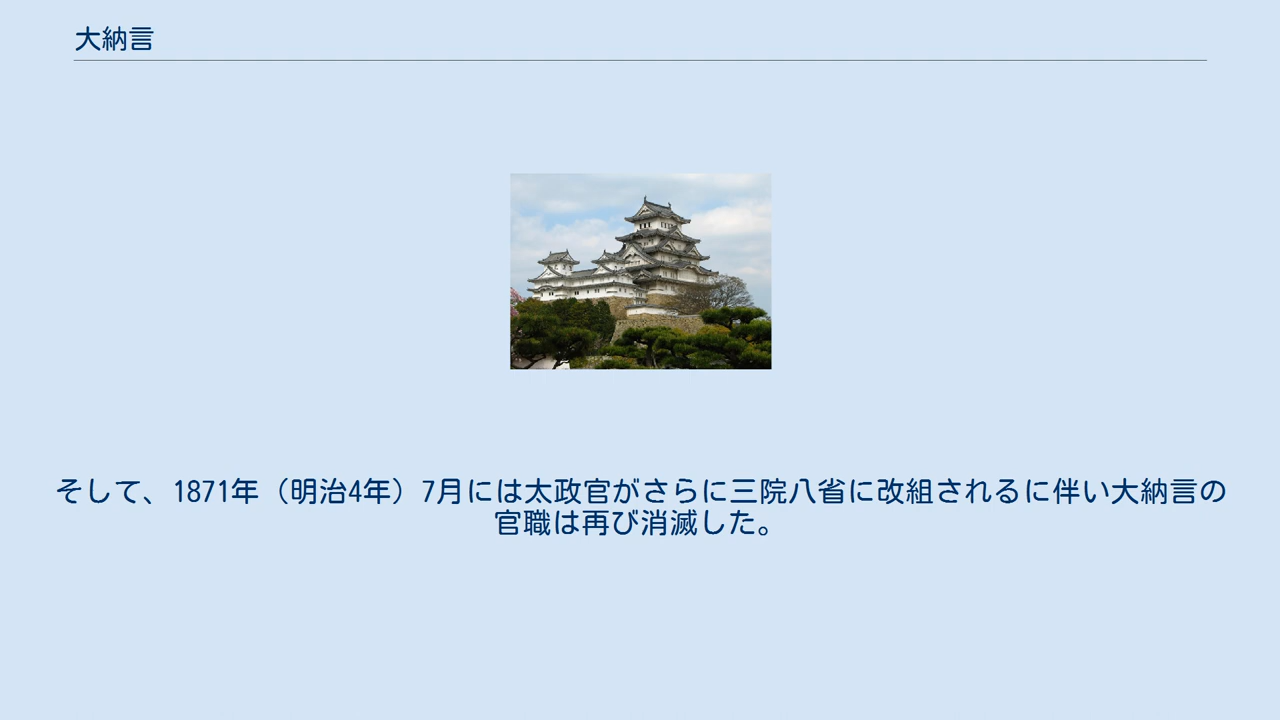 大納言
そして、1871年（明治4年）7月には太政官がさらに三院八省に改組されるに伴い大納言の
官職は再び消滅した。